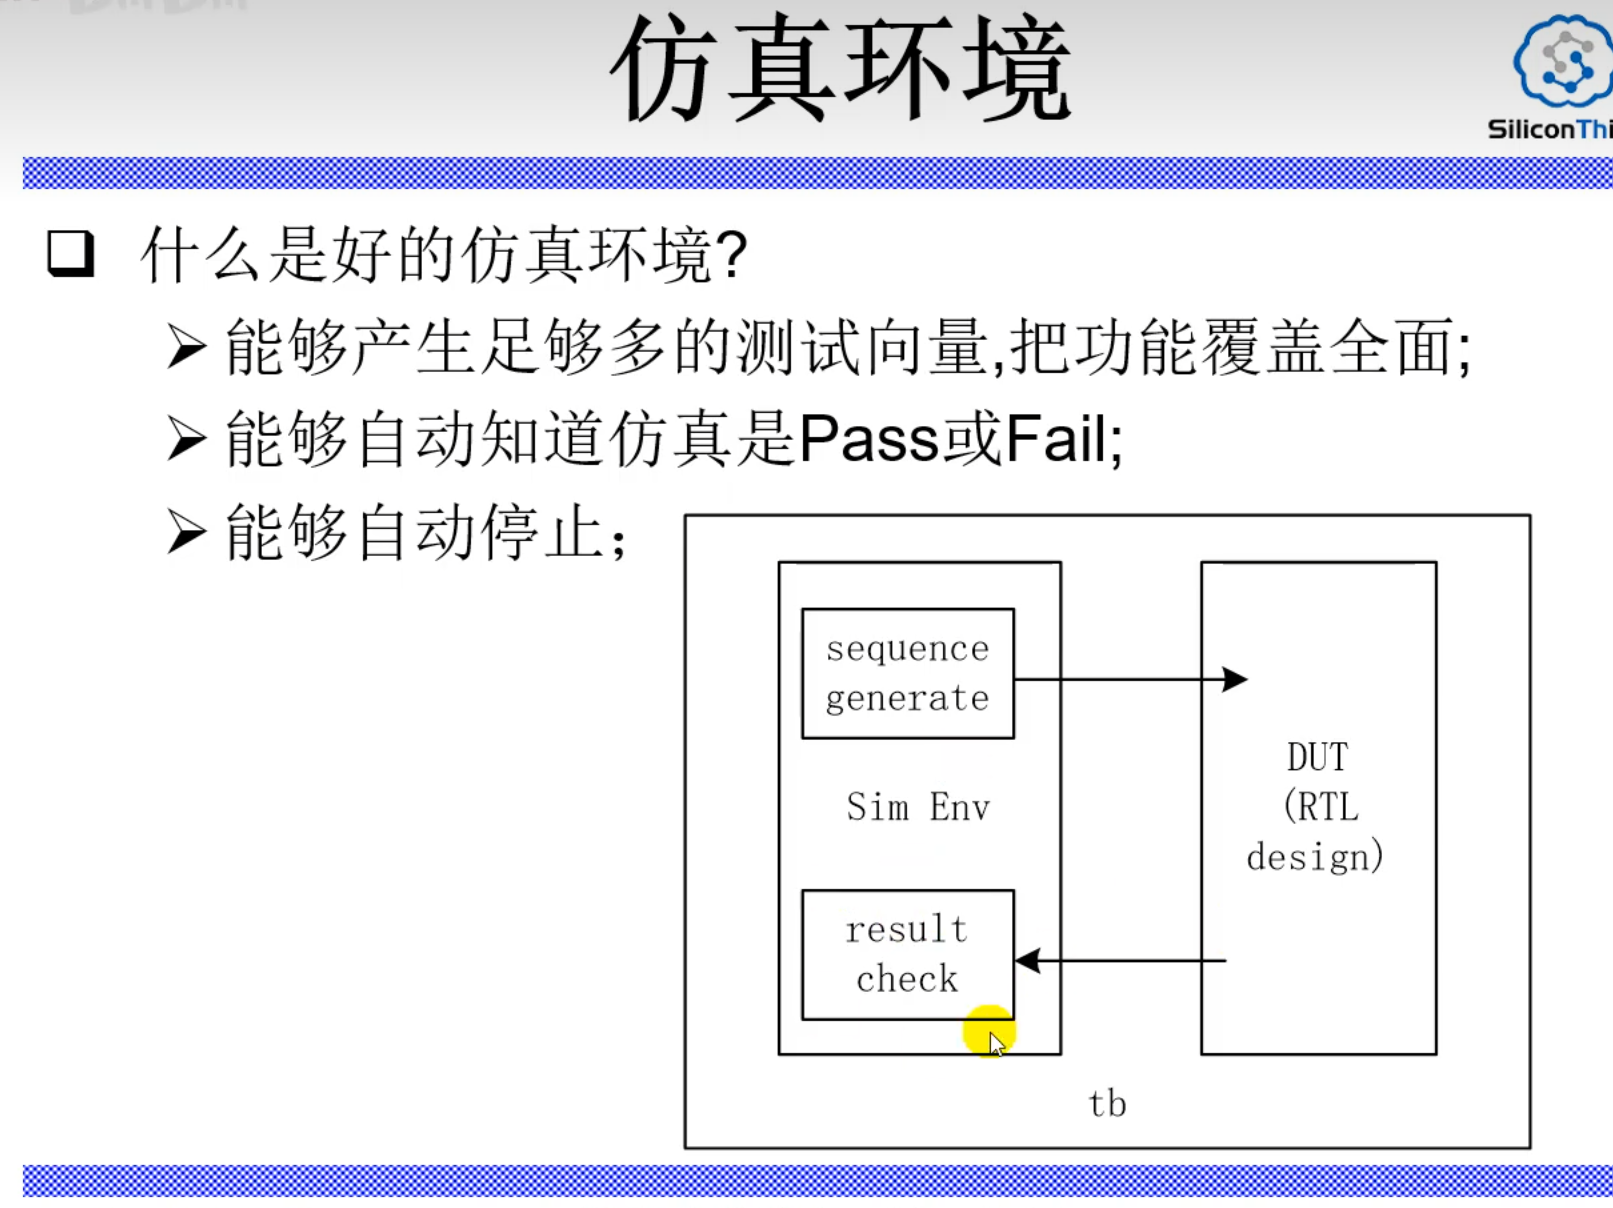 仿真环境
SiliconThi
什么是好的仿真环境?
能够产生足够多的测试向量,把功能覆盖全面;
能够自动知道仿真是Pass或Fail;
能够自动停止；
sequence
generate
Sim Env
result
check
DUT
(RTL
design)
tb